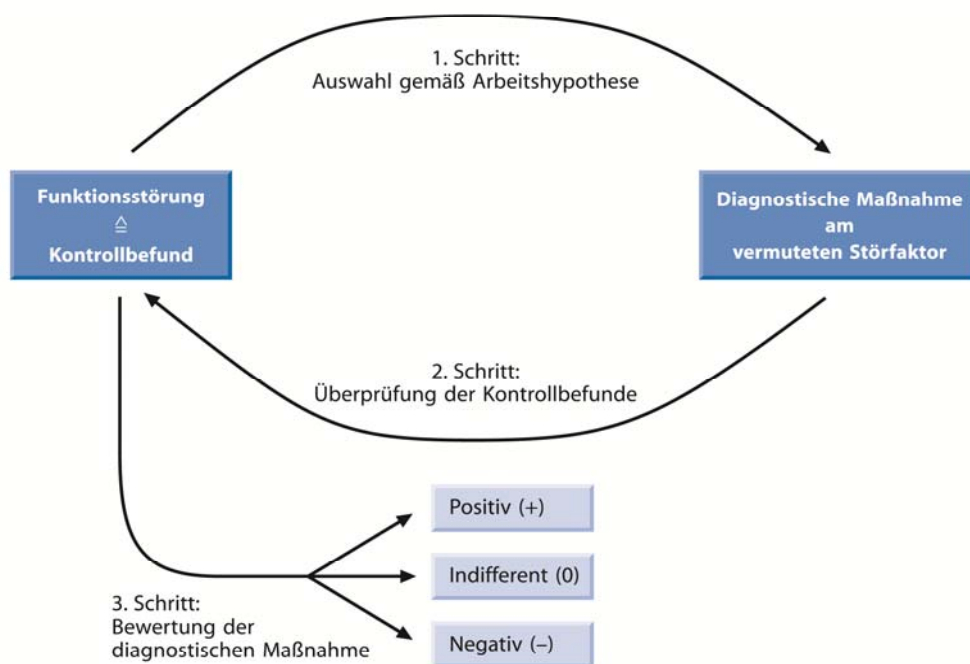 1. Schritt:
Auswahl gemäß Arbeitshypothese
Funktionsstörung
≙
Kontrollbefund
Diagnostische Maßnahme
am
vermuteten Störfaktor
2. Schritt:
Überprüfung der Kontrollbefunde
Positiv (+)
Indifferent (0)
Negativ (–)
3. Schritt:
Bewertung der
diagnostischen Maßnahme